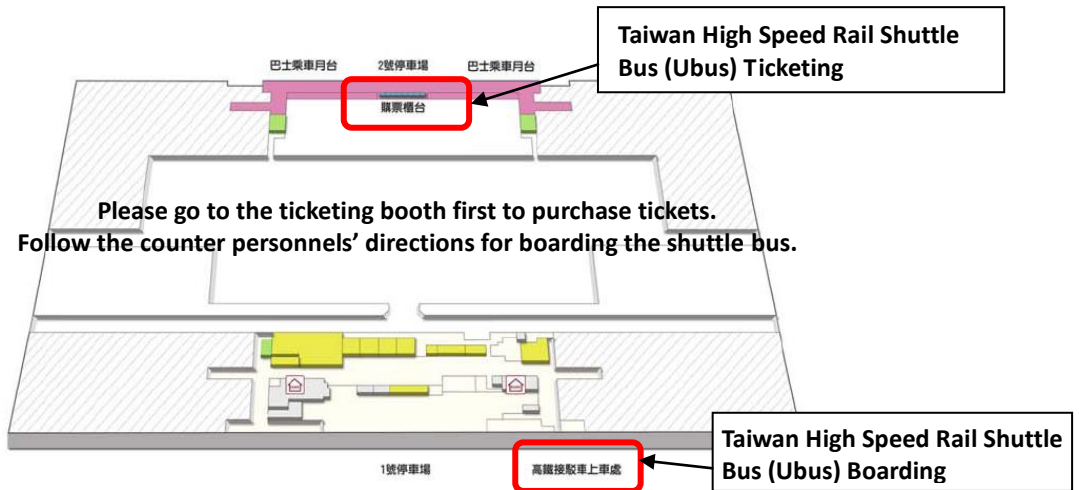 Taiwan High Speed Rail Shuttle
Bus (Ubus) Ticketing
巴士乘車月台
2號停車場
巴士乘車月台
購票櫃台
Please go to the ticketing booth first to purchase tickets.
Follow the counter personnels’ directions for boarding the shuttle bus.
1號停車場
高鐵接駁車上車處
Taiwan High Speed Rail Shuttle
Bus (Ubus) Boarding